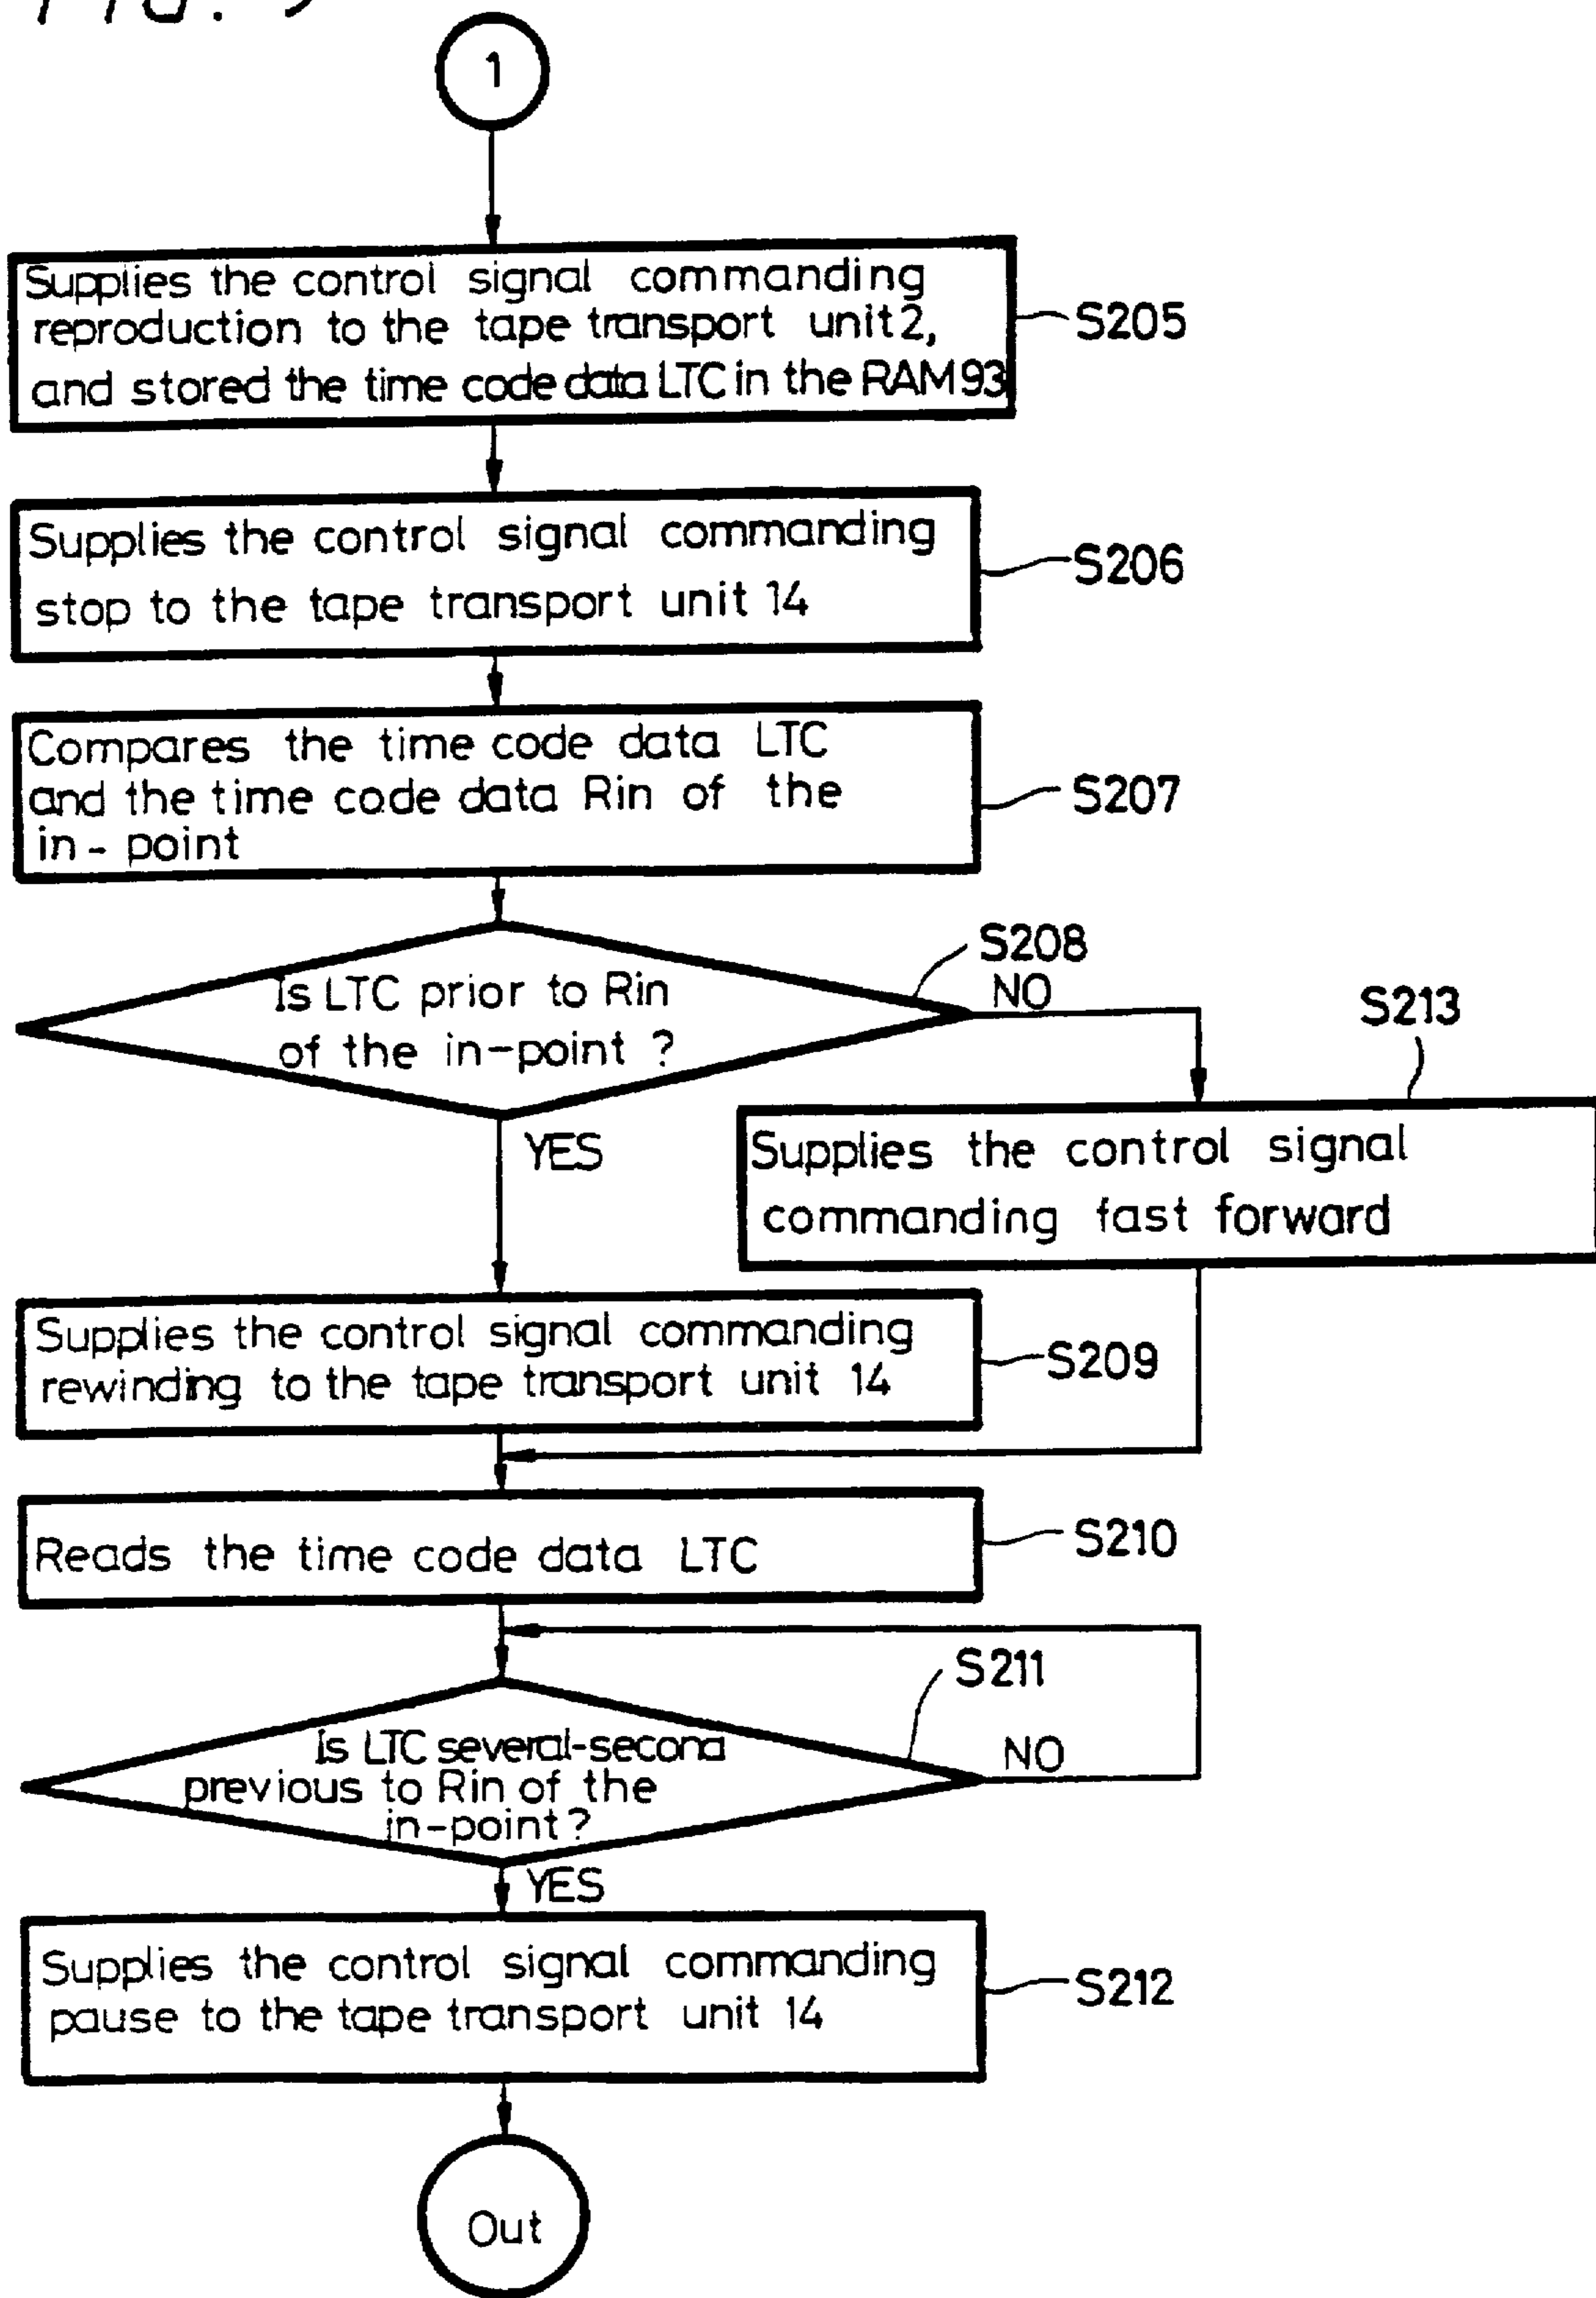 1
Supplies the control signal commanding
reproduction to the tape transport unit 2,
and stored the time code data LTC in the RAM 93
S205
Supplies the control signal commanding
stop to the tape transport unit 14
S206
Compares the time code data LTC
and the time code data Rin of the
in-point
S207
S208
Is LTC prior to Rin
of the in-point ?
NO
YES
S213
Supplies the control signal
commanding fast forward
Supplies the control signal commanding
rewinding to the tape transport unit 14
S209
Reads the time code data LTC
S210
S211
Is LTC several-second
previous to Rin of the
in-point?
NO
YES
Supplies the control signal commanding
pause to the tape transport unit 14
S212
Out